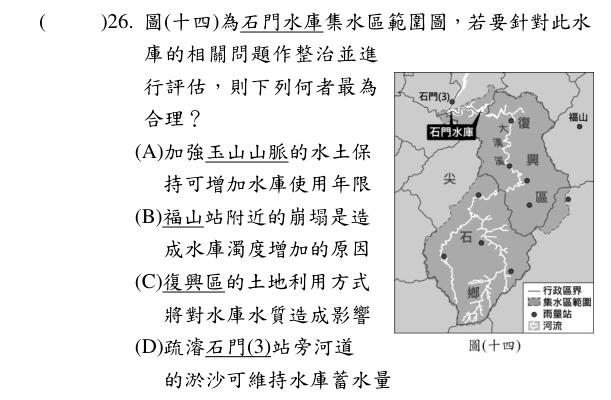 (　　)26. 圖(十四)為石門水庫集水區範圍圖，若要針對此水
庫的相關問題作整治並進
行評估，則下列何者最為
合理？
(A)加強玉山山脈的水土保
持可增加水庫使用年限
(B)福山站附近的崩塌是造
成水庫濁度增加的原因
(C)復興區的土地利用方式
將對水庫水質造成影響
(D)疏濬石門(3)站旁河道
的淤沙可維持水庫蓄水量
石門(3)
石門水庫
福山
大漢溪
復興區
尖石鄉
行政區界
集水區範圍
雨量站
河流
圖(十四)